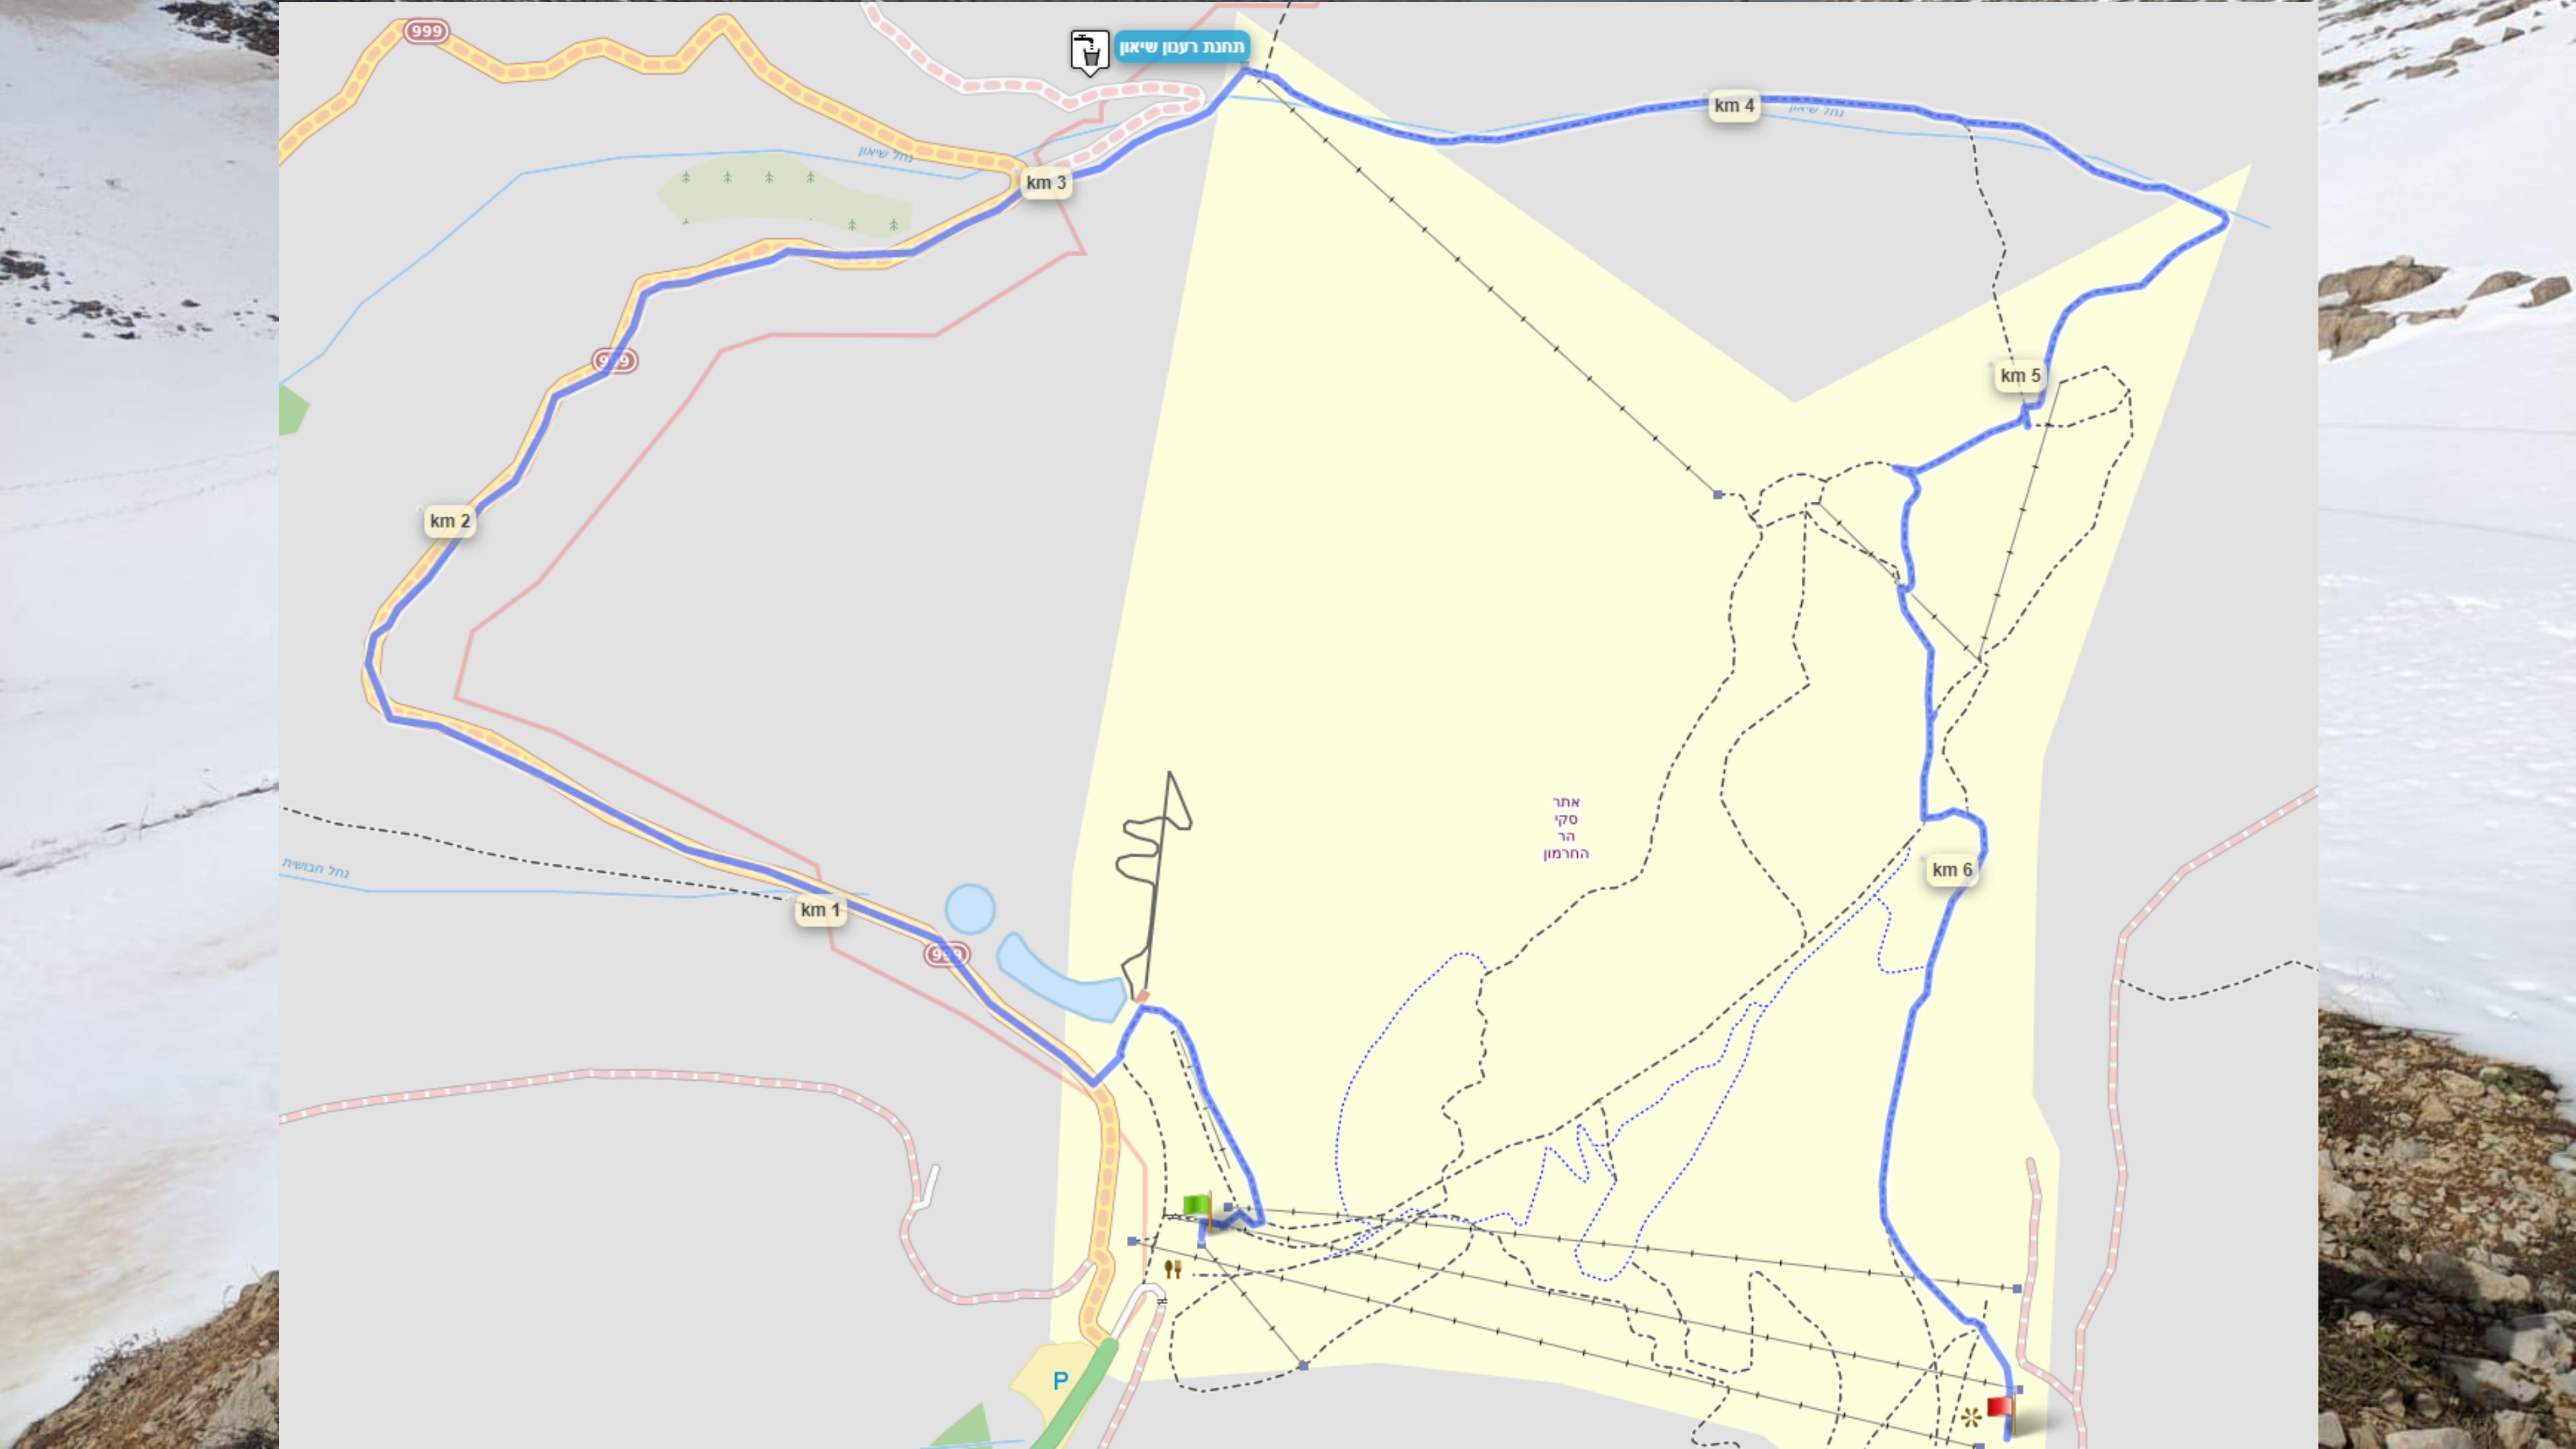 999
תחנת רענון שיאון
km 4
נחל שיאון
נחל שיאון
km 3
999
km 5
km 2
אתר
סקי
הר
החרמון
נחל חבושית
km 6
km 1
999
P